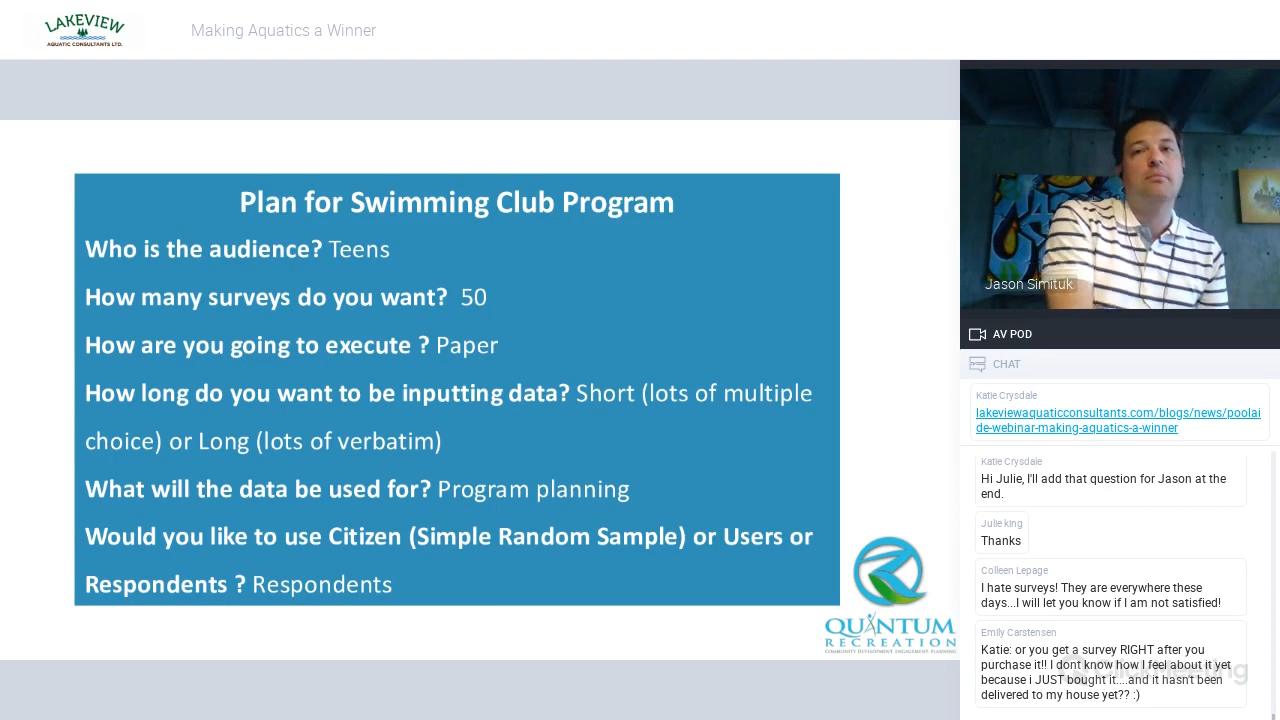 LAKEVIEW
AQUATIC CONSULTANTS LTD.
Making Aquatics a Winner
Plan for Swimming Club Program
Who is the audience? Teens
How many surveys do you want?  50
How are you going to execute ? Paper
How long do you want to be inputting data? Short (lots of multiple
choice) or Long (lots of verbatim)
What will the data be used for? Program planning
Would you like to use Citizen (Simple Random Sample) or Users or
Respondents ? Respondents
QUANTUM
RECREATION
COMMUNITY DEVELOPMENT, ENGAGEMENT, PLANNING
Jason Simituk
AV POD
CHAT
Katie Crysdale
lakeviewaquaticconsultants.com/blogs/news/poolai
de-webinar-making-aquatics-a-winner
Katie Crysdale
Hi Julie, I'll add that question for Jason at the
end.
Julie king
Thanks
Colleen Lepage
I hate surveys! They are everywhere these
days...I will let you know if I am not satisfied!
Emily Carstensen
Katie: or you get a survey RIGHT after you
purchase it!! I dont know how I feel about it yet
because i JUST bought it....and it hasn't been
delivered to my house yet?? :)
ClickMeeting